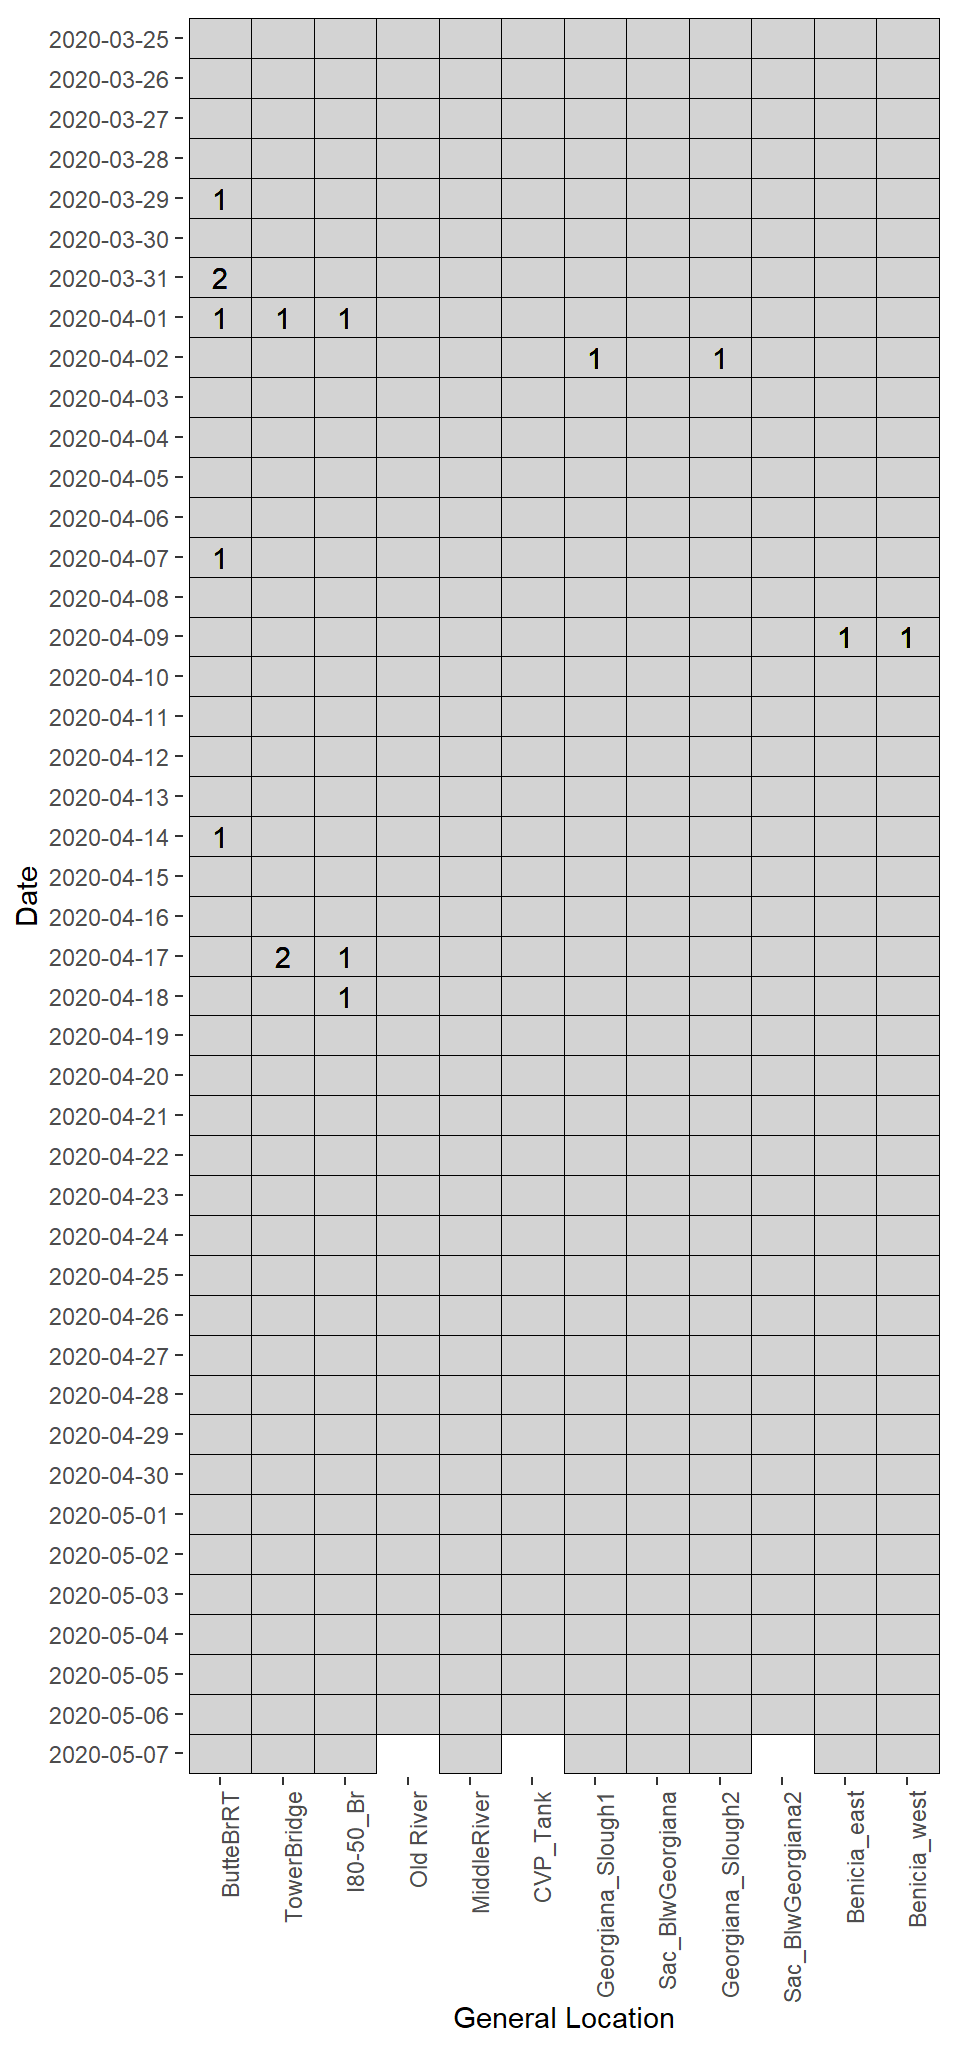 2020-03-25
2020-03-26
2020-03-27
2020-03-28
2020-03-29 1
2020-03-30
2020-03-31 2
2020-04-01 1 1 1
2020-04-02 1 1
2020-04-03
2020-04-04
2020-04-05
2020-04-06
2020-04-07 1
2020-04-08
2020-04-09 1 1
2020-04-10
2020-04-11
2020-04-12
2020-04-13
2020-04-14 1
2020-04-15
2020-04-16
2020-04-17 2 1
2020-04-18 1
2020-04-19
2020-04-20
2020-04-21
2020-04-22
2020-04-23
2020-04-24
2020-04-25
2020-04-26
2020-04-27
2020-04-28
2020-04-29
2020-04-30
2020-05-01
2020-05-02
2020-05-03
2020-05-04
2020-05-05
2020-05-06
2020-05-07
Date
ButteBrRT
TowerBridge
I80-50_Br
Old River
MiddleRiver
CVP_Tank
Georgiana_Slough1
Sac_BlwGeorgiana
Georgiana_Slough2
Sac_BlwGeorgiana2
Benicia_east
Benicia_west
General Location